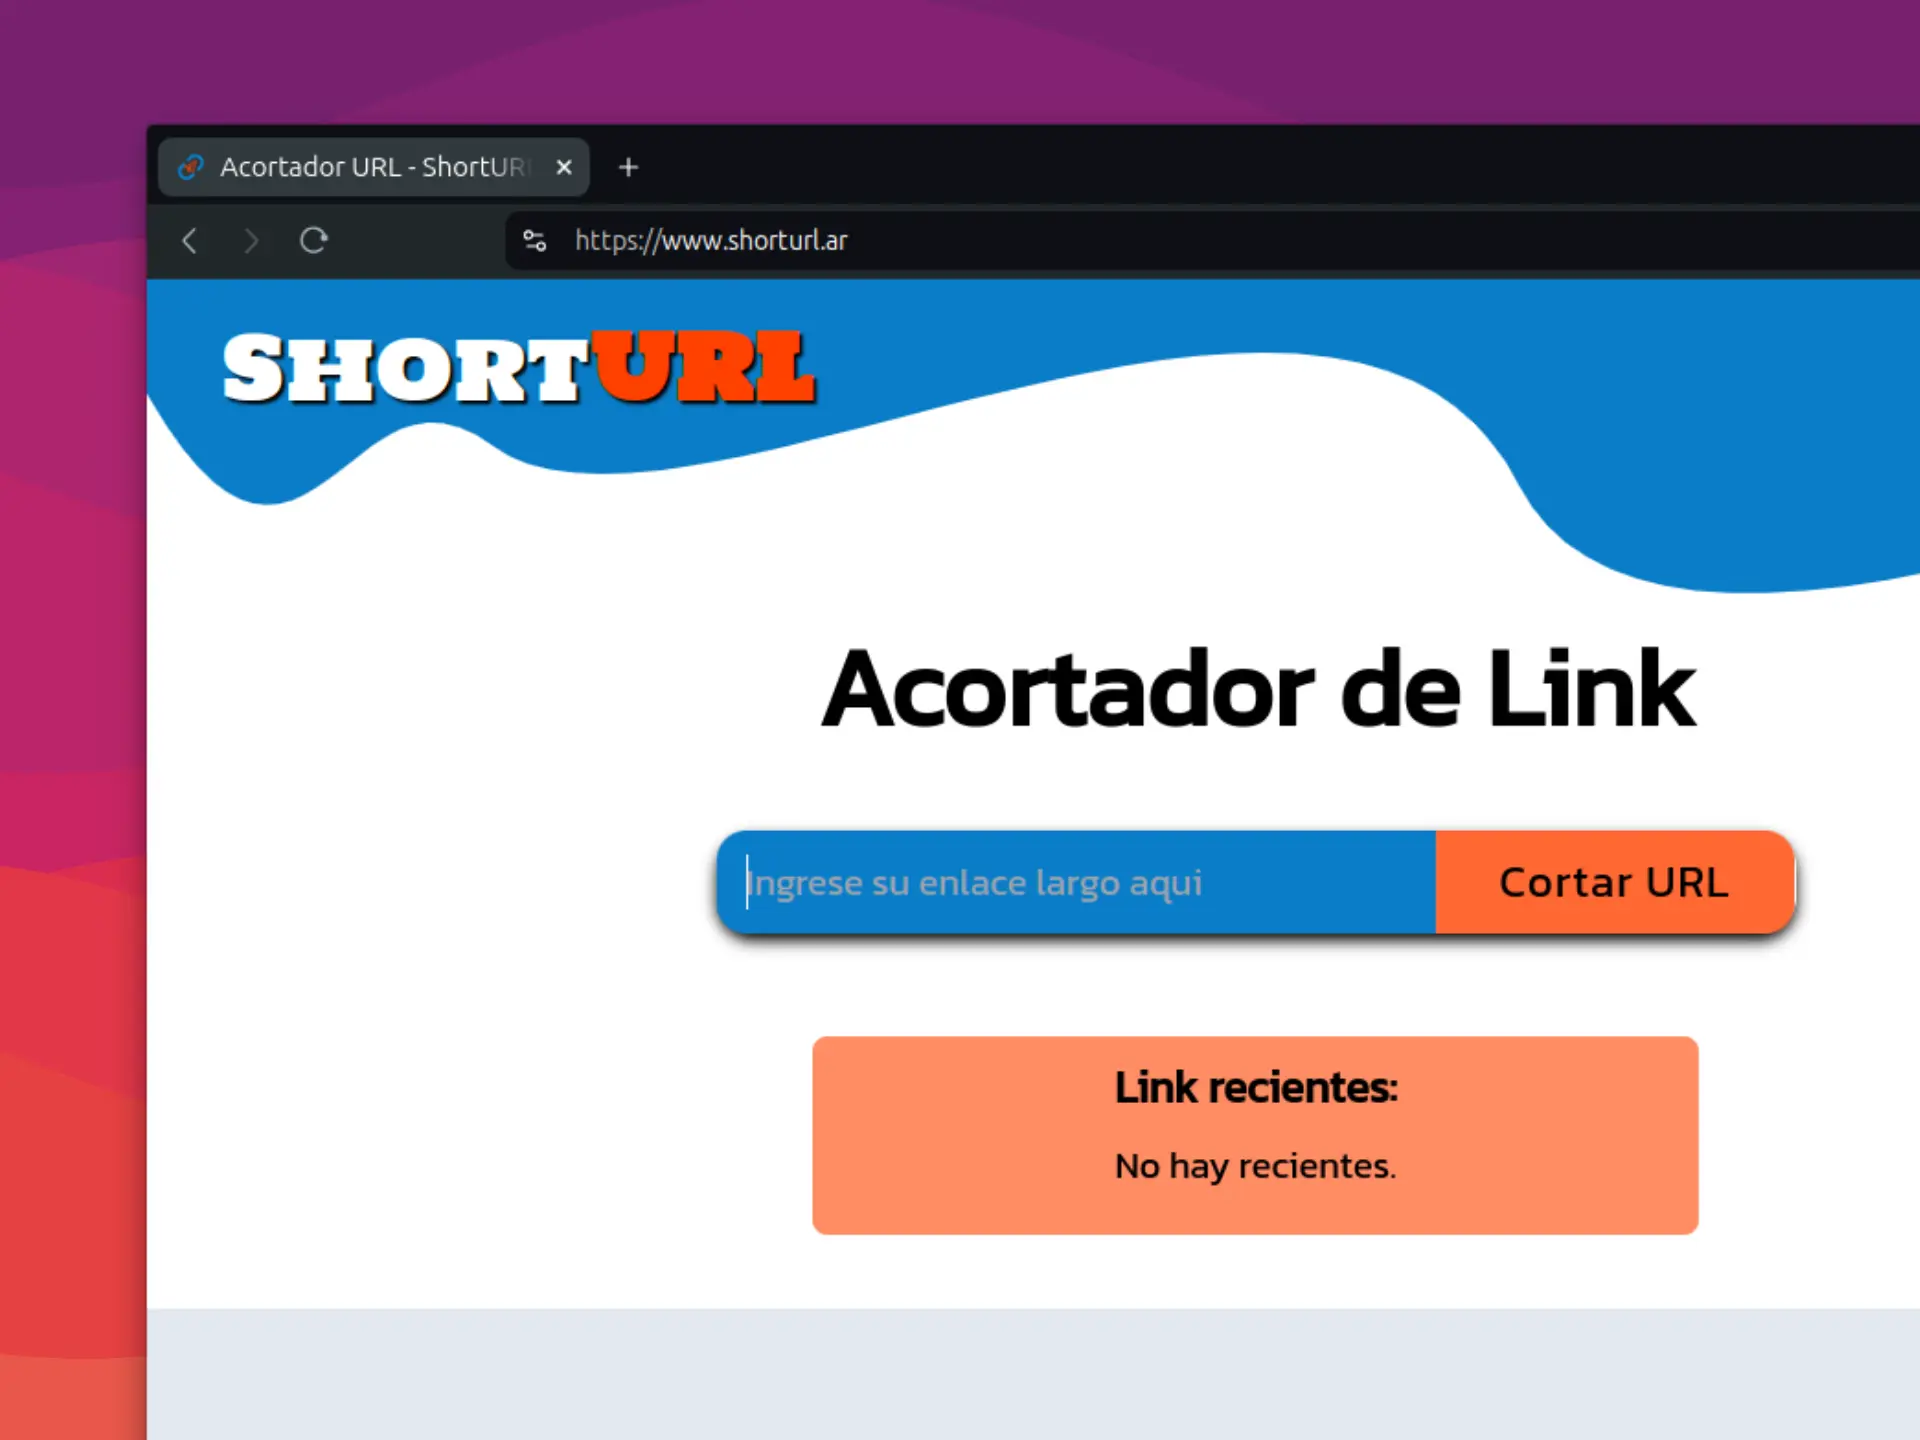 Acortador URL - ShortUR
https://www.shorturl.ar
SHORTURL
Acortador de Link
Ingrese su enlace largo aqui
Cortar URL
Link recientes:
No hay recientes.